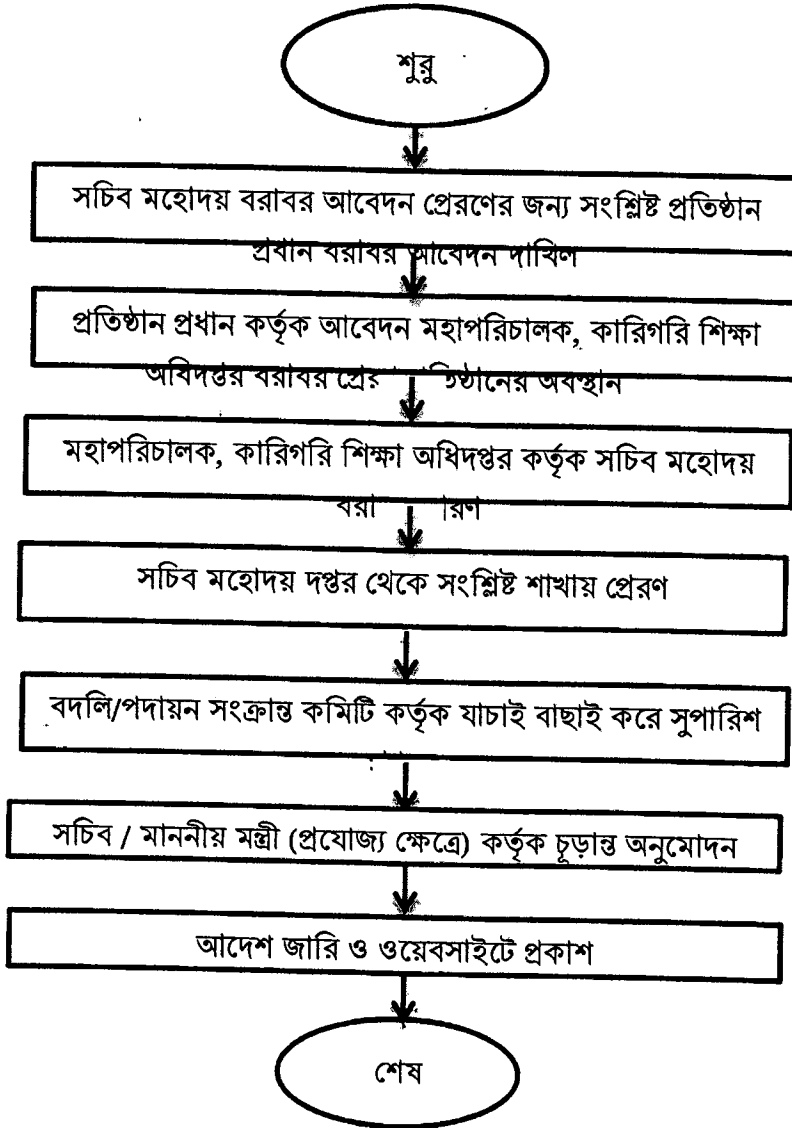 শুরু
সচিব মহোদয় বরাবর আবেদন প্রেরণের জন্য সংশ্লিষ্ট প্রতিষ্ঠান
প্রধান বরাবর আবেদন দাখিল
প্রতিষ্ঠান প্রধান কর্তৃক আবেদন মহাপরিচালক, কারিগরি শিক্ষা
অধিদপ্তর বরাবর অবস্থান
মহাপরিচালক, কারিগরি শিক্ষা অধিদপ্তর কর্তৃক সচিব মহোদয়
সচিব মহোদয় দপ্তর থেকে সংশ্লিষ্ট শাখায় প্রেরণ
বদলি/পদায়ন সংক্রান্ত কমিটি কর্তৃক যাচাই বাছাই করে সুপারিশ
সচিব / মাননীয় মন্ত্রী (প্রযোজ্য ক্ষেত্রে) কর্তৃক চূড়ান্ত অনুমোদন
আদেশ জারি ও ওয়েবসাইটে প্রকাশ
শেষ